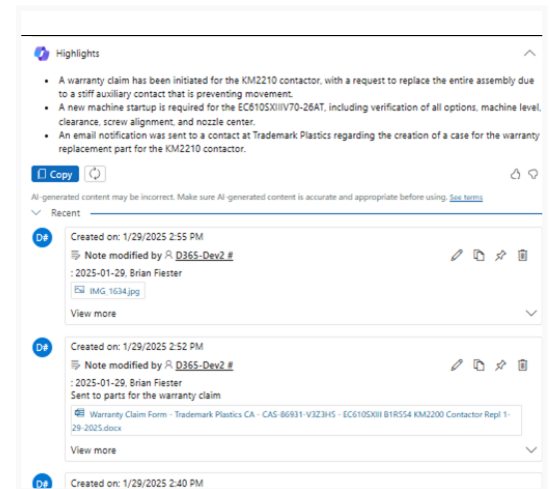 Highlights
A warranty claim has been initiated for the KM2210 contactor, with a request to replace the entire assembly due
to a stiff auxiliary contact that is preventing movement.
A new machine startup is required for the EC610SXIIIV70-26AT, including verification of all options, machine level,
clearance, screw alignment, and nozzle center.
An email notification was sent to a contact at Trademark Plastics regarding the creation of a case for the warranty
replacement part for the KM2210 contactor.
Copy
AI-generated content may be incorrect. Make sure AI-generated content is accurate and appropriate before using. See terms
Recent
D#
Created on: 1/29/2025 2:55 PM
Note modified by D365-Dev2 #
: 2025-01-29, Brian Fiester
IMG_1634.jpg
View more
D#
Created on: 1/29/2025 2:52 PM
Note modified by D365-Dev2 #
: 2025-01-29, Brian Fiester
Sent to parts for the warranty claim
Warranty Claim Form - Trademark Plastics CA - CAS-86931-V3Z3H5 - EC610SXIII B1R5S4 KM2200 Contactor Repl 1-
29-2025.docx
View more
D#
Created on: 1/29/2025 2:40 PM